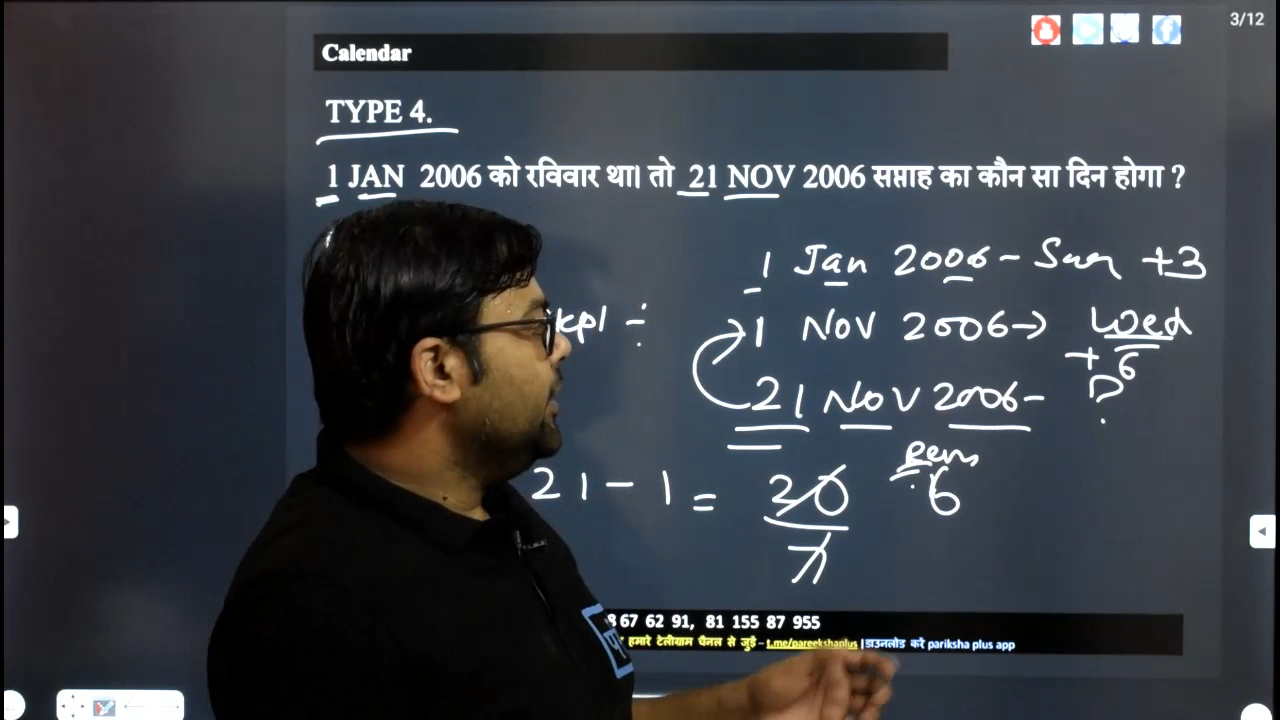 3/12
Calendar
TYPE 4.
1 JAN 2006 को रविवार था। तो 21 NOV 2006 सप्ताह का कौन सा दिन होगा ?
1 Jan 2006 - Sun +3
1 Nov 2006 → Wed
+6
21 Nov 2006 - ?
Rem
21 - 1 = 20 6
7
67 62 91, 81 155 87 955
हमारे टेलीग्राम चैनल से जुड़ें – t.me/pareekshaplus |डाउनलोड करें pariksha plus app